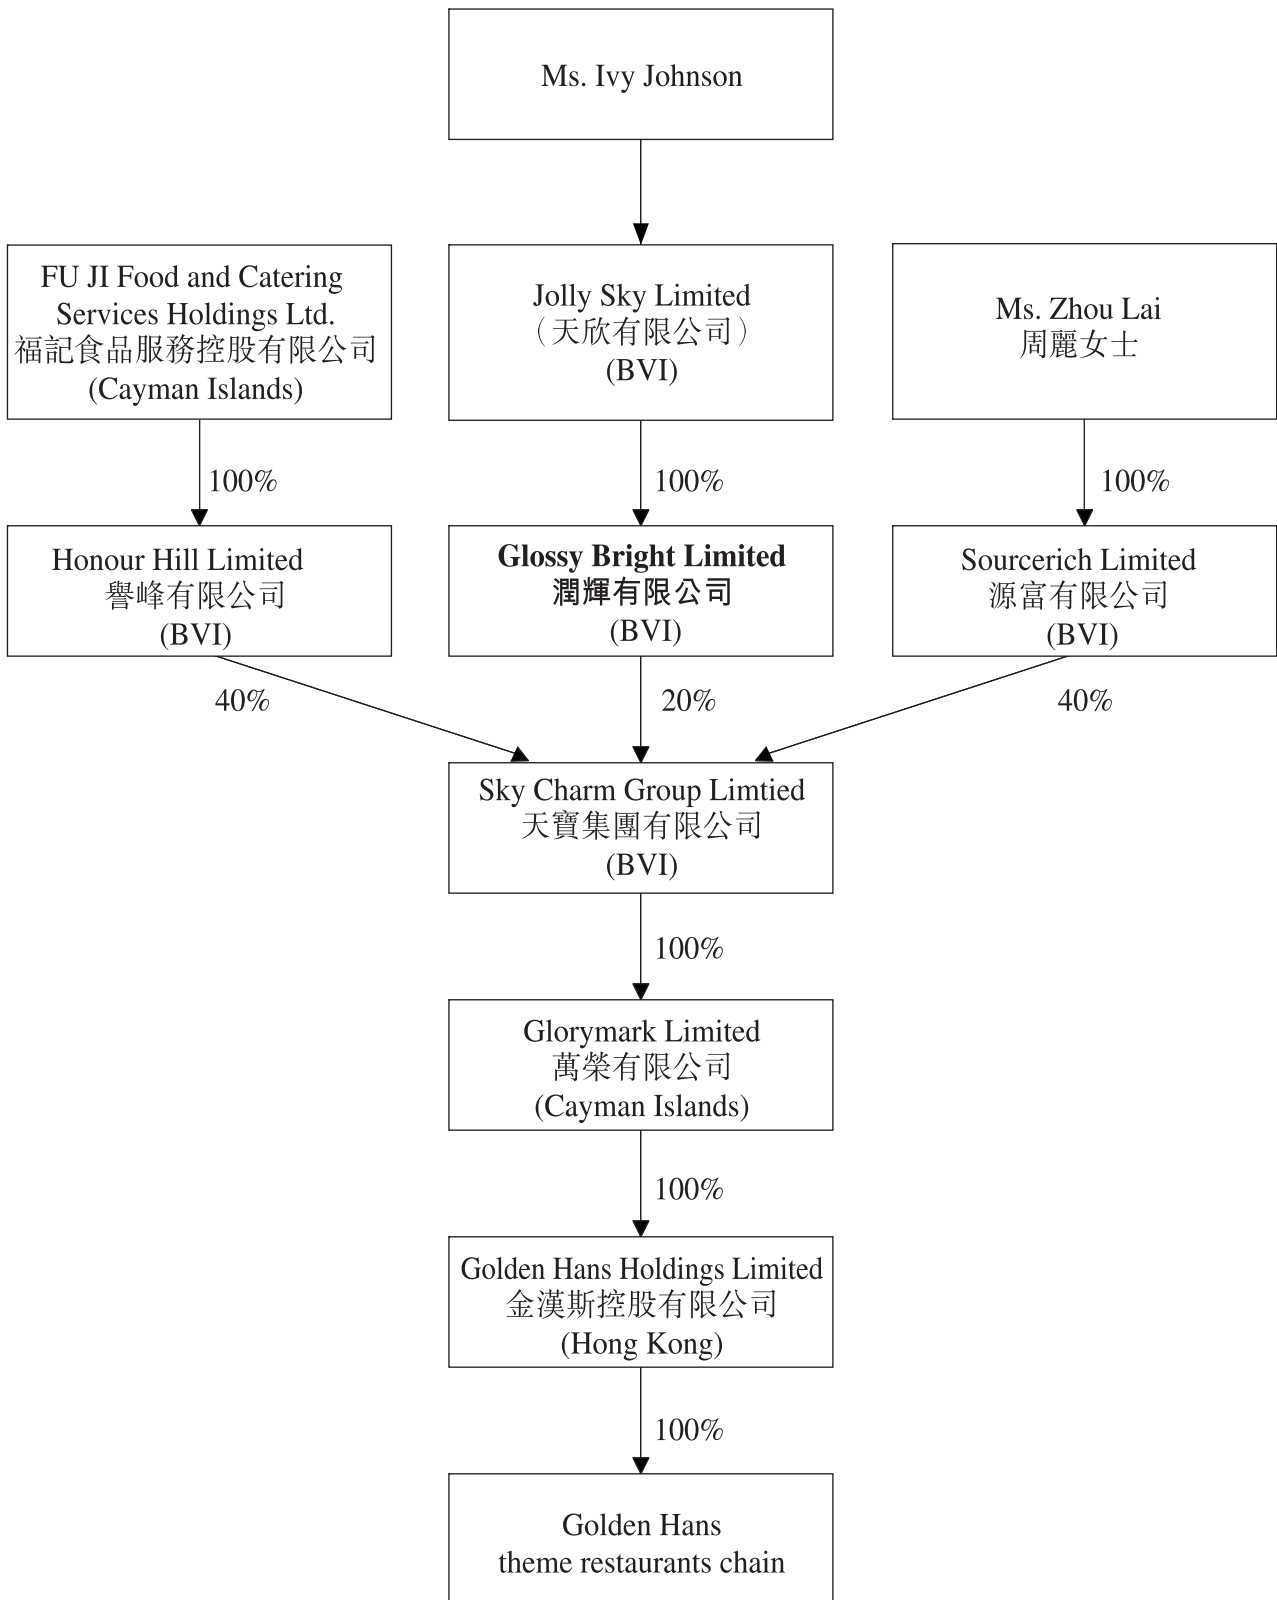 Ms. Ivy Johnson
FU JI Food and Catering
Services Holdings Ltd.
福記食品服務控股有限公司
(Cayman Islands)
Jolly Sky Limited
（天欣有限公司）
(BVI)
Ms. Zhou Lai
周麗女士
100%
100%
100%
Honour Hill Limited
譽峰有限公司
(BVI)
Glossy Bright Limited
潤輝有限公司
(BVI)
Sourcerich Limited
源富有限公司
(BVI)
40%
20%
40%
Sky Charm Group Limtied
天寶集團有限公司
(BVI)
100%
Glorymark Limited
萬榮有限公司
(Cayman Islands)
100%
Golden Hans Holdings Limited
金漢斯控股有限公司
(Hong Kong)
100%
Golden Hans
theme restaurants chain